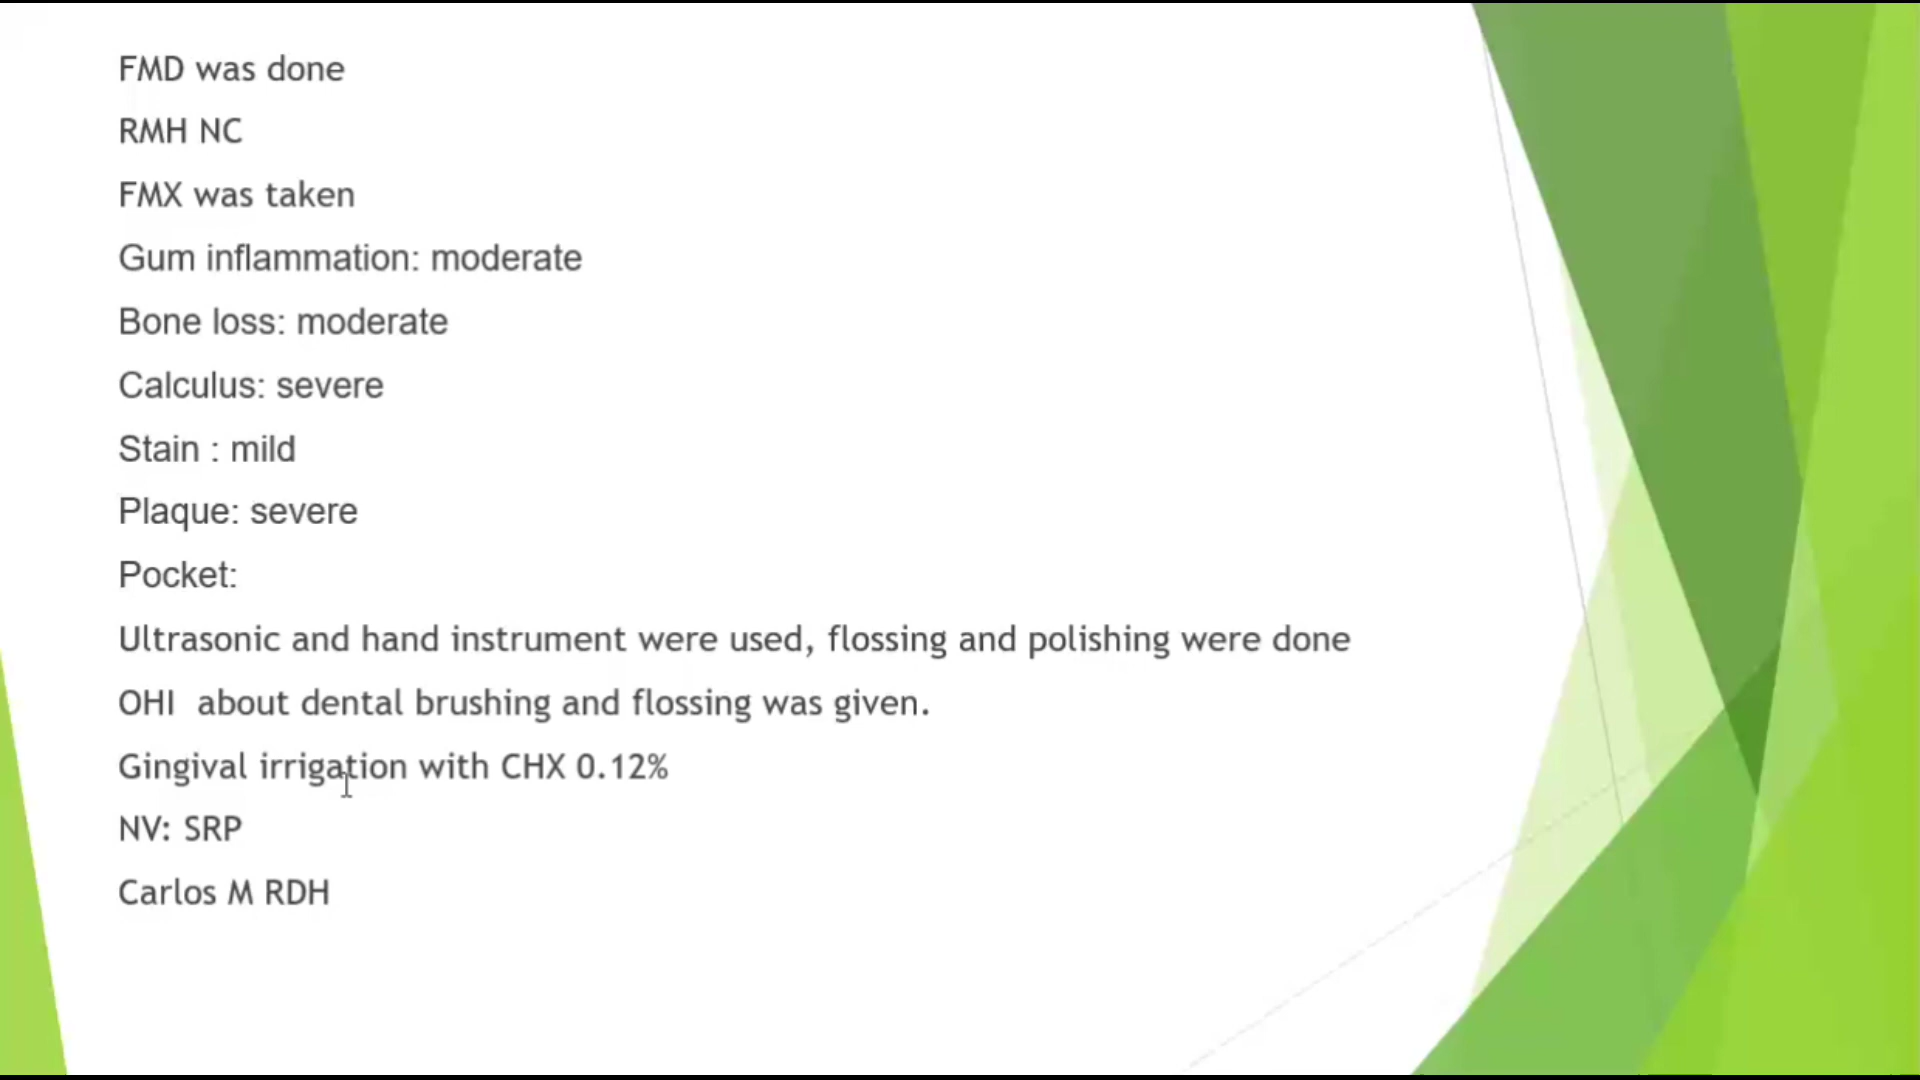 FMD was done
RMH NC
FMX was taken
Gum inflammation: moderate
Bone loss: moderate
Calculus: severe
Stain : mild
Plaque: severe
Pocket:
Ultrasonic and hand instrument were used, flossing and polishing were done
OHI  about dental brushing and flossing was given.
Gingival irrigation with CHX 0.12%
NV: SRP
Carlos M RDH